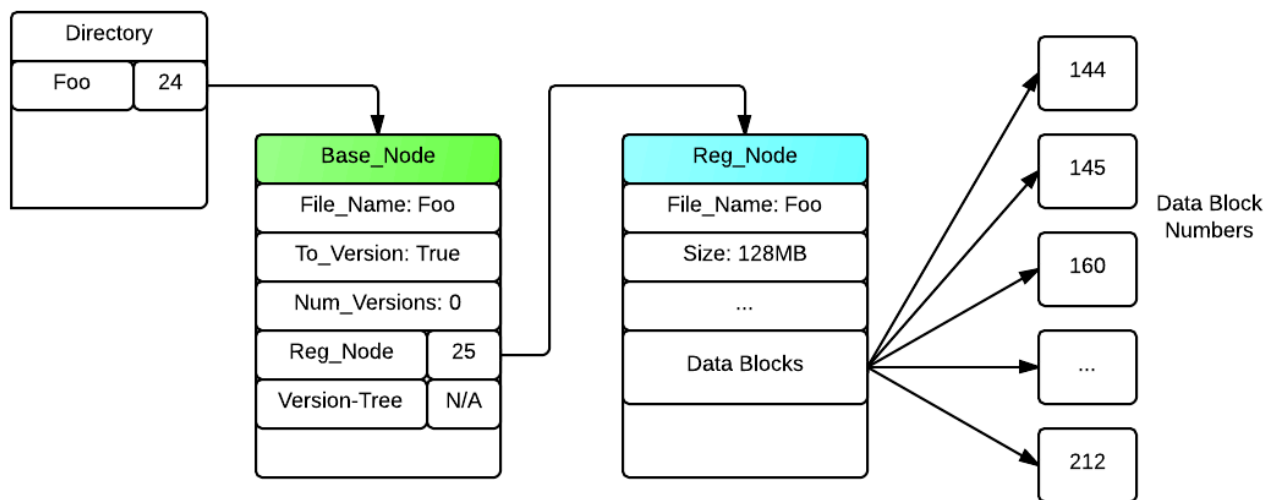 Directory
Foo 24
Base_Node
File_Name: Foo
To_Version: True
Num_Versions: 0
Reg_Node 25
Version-Tree N/A
Reg_Node
File_Name: Foo
Size: 128MB
...
Data Blocks
144
145
160
...
212
Data Block
Numbers